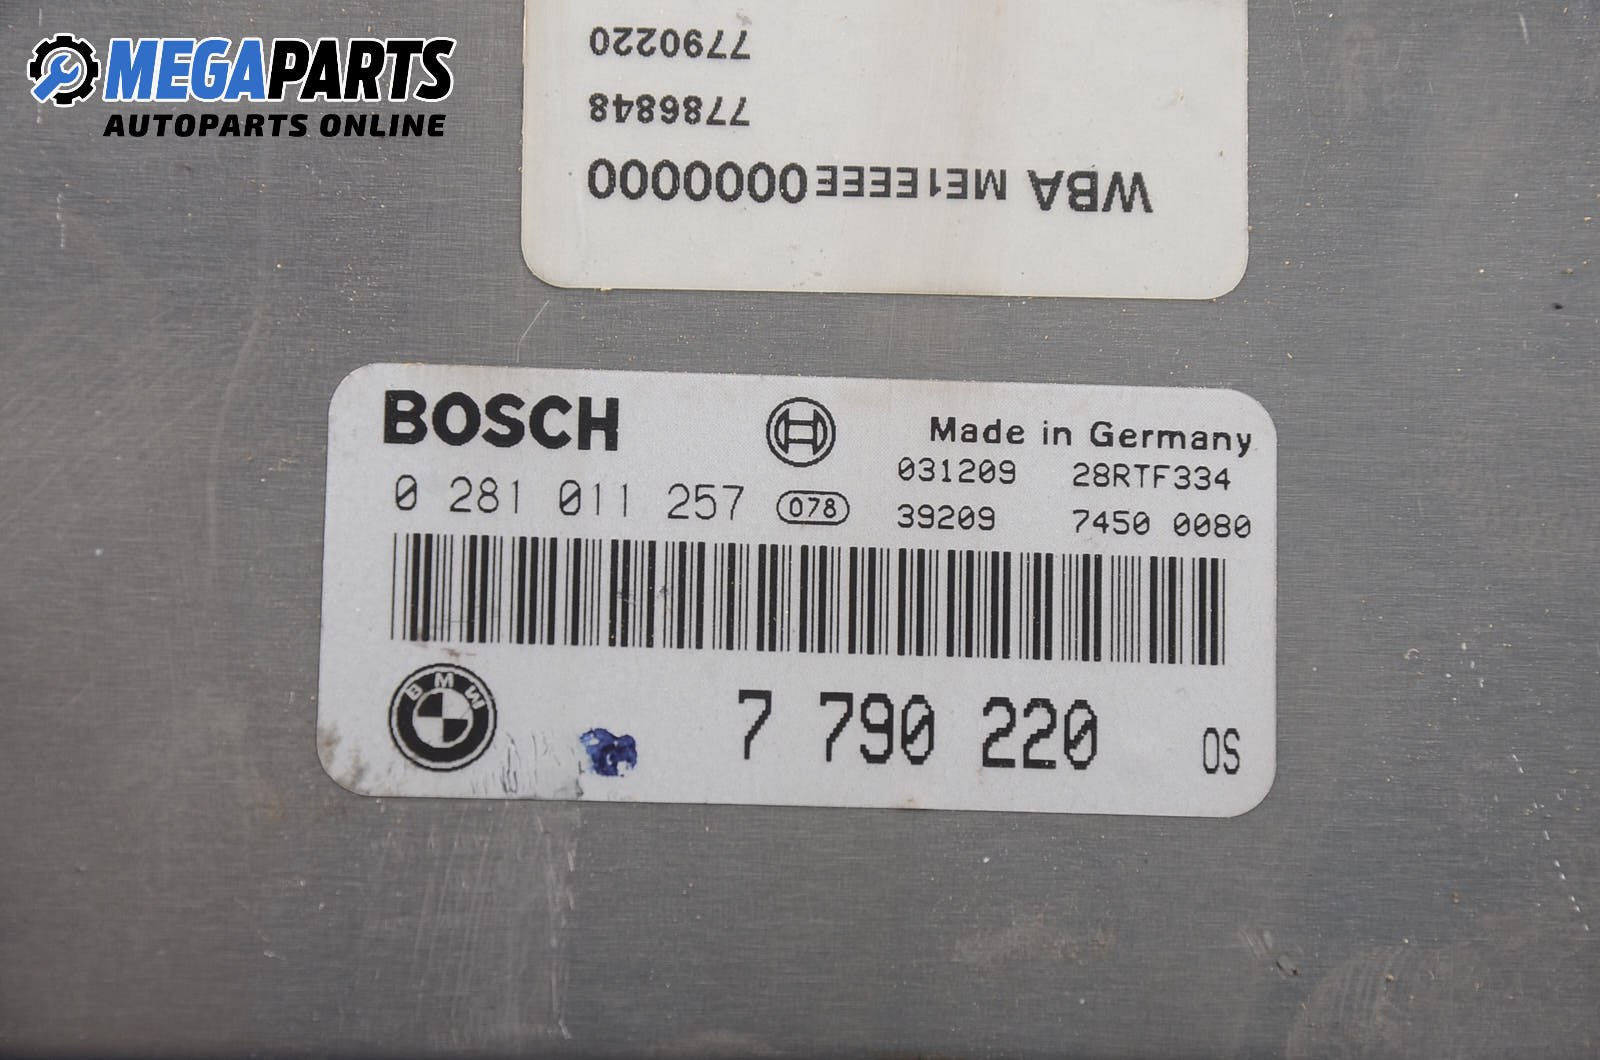 MEGAPARTS
AUTOPARTS ONLINE
WBA ME1EEEE0000000
7786848
7790220
BOSCH
Made in Germany
0 281 011 257 078
031209 28RTF334
39209 7450 0080
BMW
7 790 220 OS